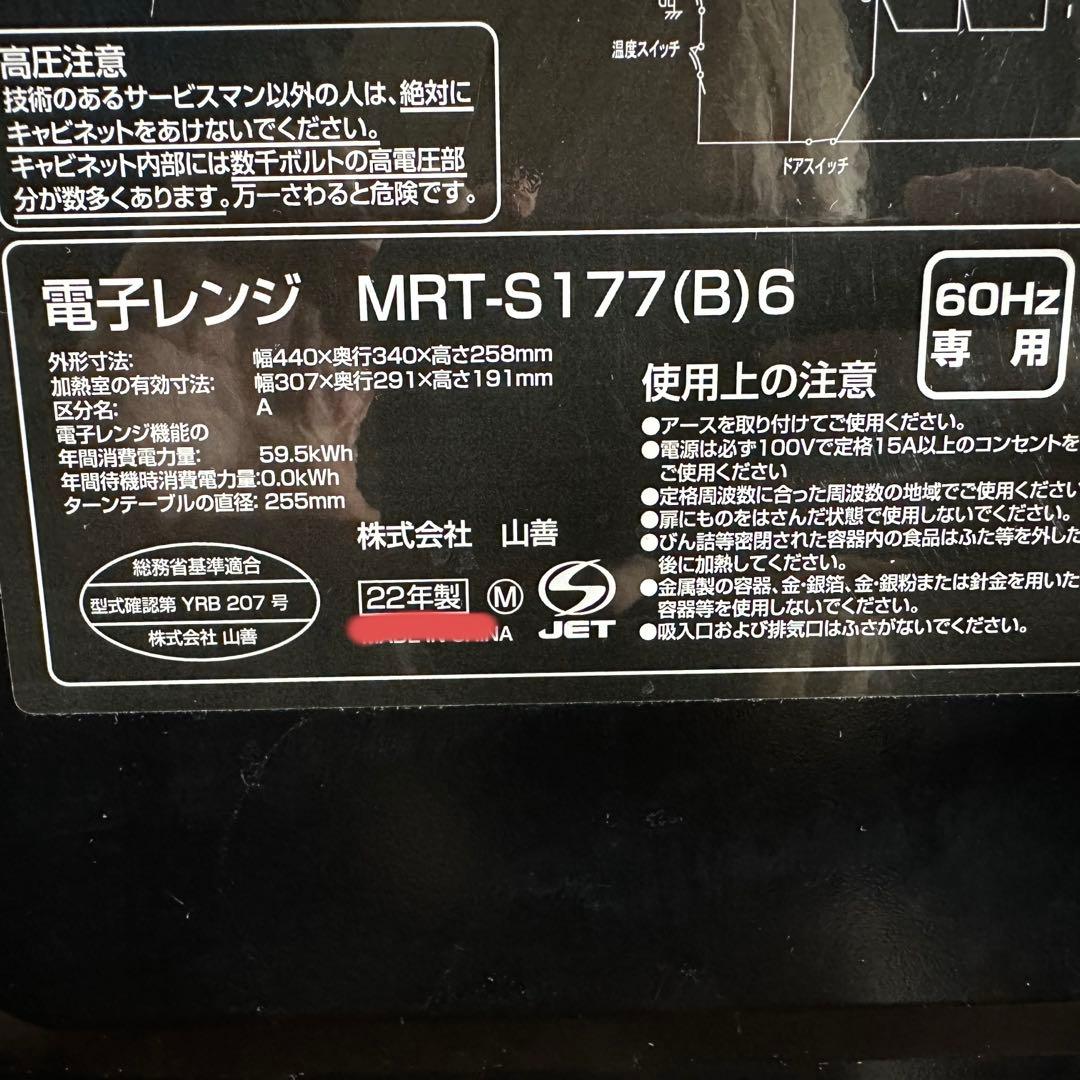 高圧注意
技術のあるサービスマン以外の人は、絶対に
キャビネットをあけないでください。
キャビネット内部には数千ボルトの高電圧部
分が数多くあります。万一さわると危険です。
温度スイッチ
ドアスイッチ
電子レンジ MRT-S177(B)6
60Hz
専 用
外形寸法: 幅440×奥行340×高さ258mm
加熱室の有効寸法: 幅307×奥行291×高さ191mm
区分名: A
電子レンジ機能の
年間消費電力量: 59.5kWh
年間待機時消費電力量:0.0kWh
ターンテーブルの直径: 255mm
株式会社 山善
総務省基準適合
型式確認第 YRB 207 号
株式会社 山善
22年製
M
JET
使用上の注意
●アースを取り付けてご使用ください。
●電源は必ず100Vで定格15A以上のコンセントを
ご使用ください
●定格周波数に合った周波数の地域でご使用ください
●扉にものをはさんだ状態で使用しないでください。
●びん詰等密閉された容器内の食品はふた等を外した
後に加熱してください。
●金属製の容器、金・銀箔、金・銀粉または針金を用いた
容器等を使用しないでください。
●吸入口および排気口はふさがないでください。